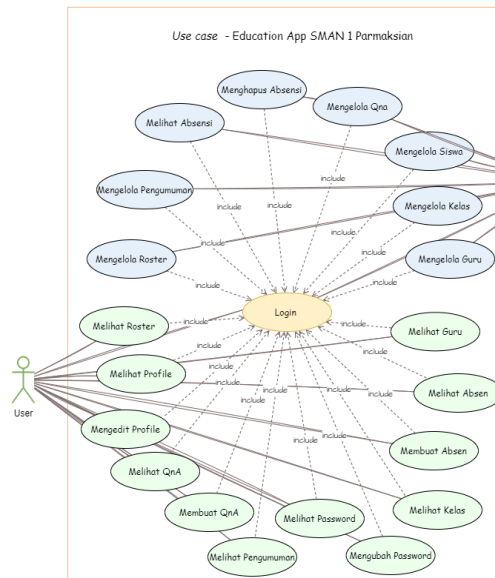 Use case - Education App SMAN 1 Parmaksian
Menghapus Absensi
Mengelola Qna
Melihat Absensi
Mengelola Siswa
Mengelola Pengumuman
Mengelola Kelas
include
include
include
include
include
include
Mengelola Roster
Mengelola Guru
include
include
Login
Melihat Roster
include
include
Melihat Guru
include
include
Melihat Profile
include
include
Melihat Absen
User
include
include
Mengedit Profile
include
include
include
include
Membuat Absen
Melihat QnA
Membuat QnA
Melihat Password
Melihat Kelas
Melihat Pengumuman
Mengubah Password